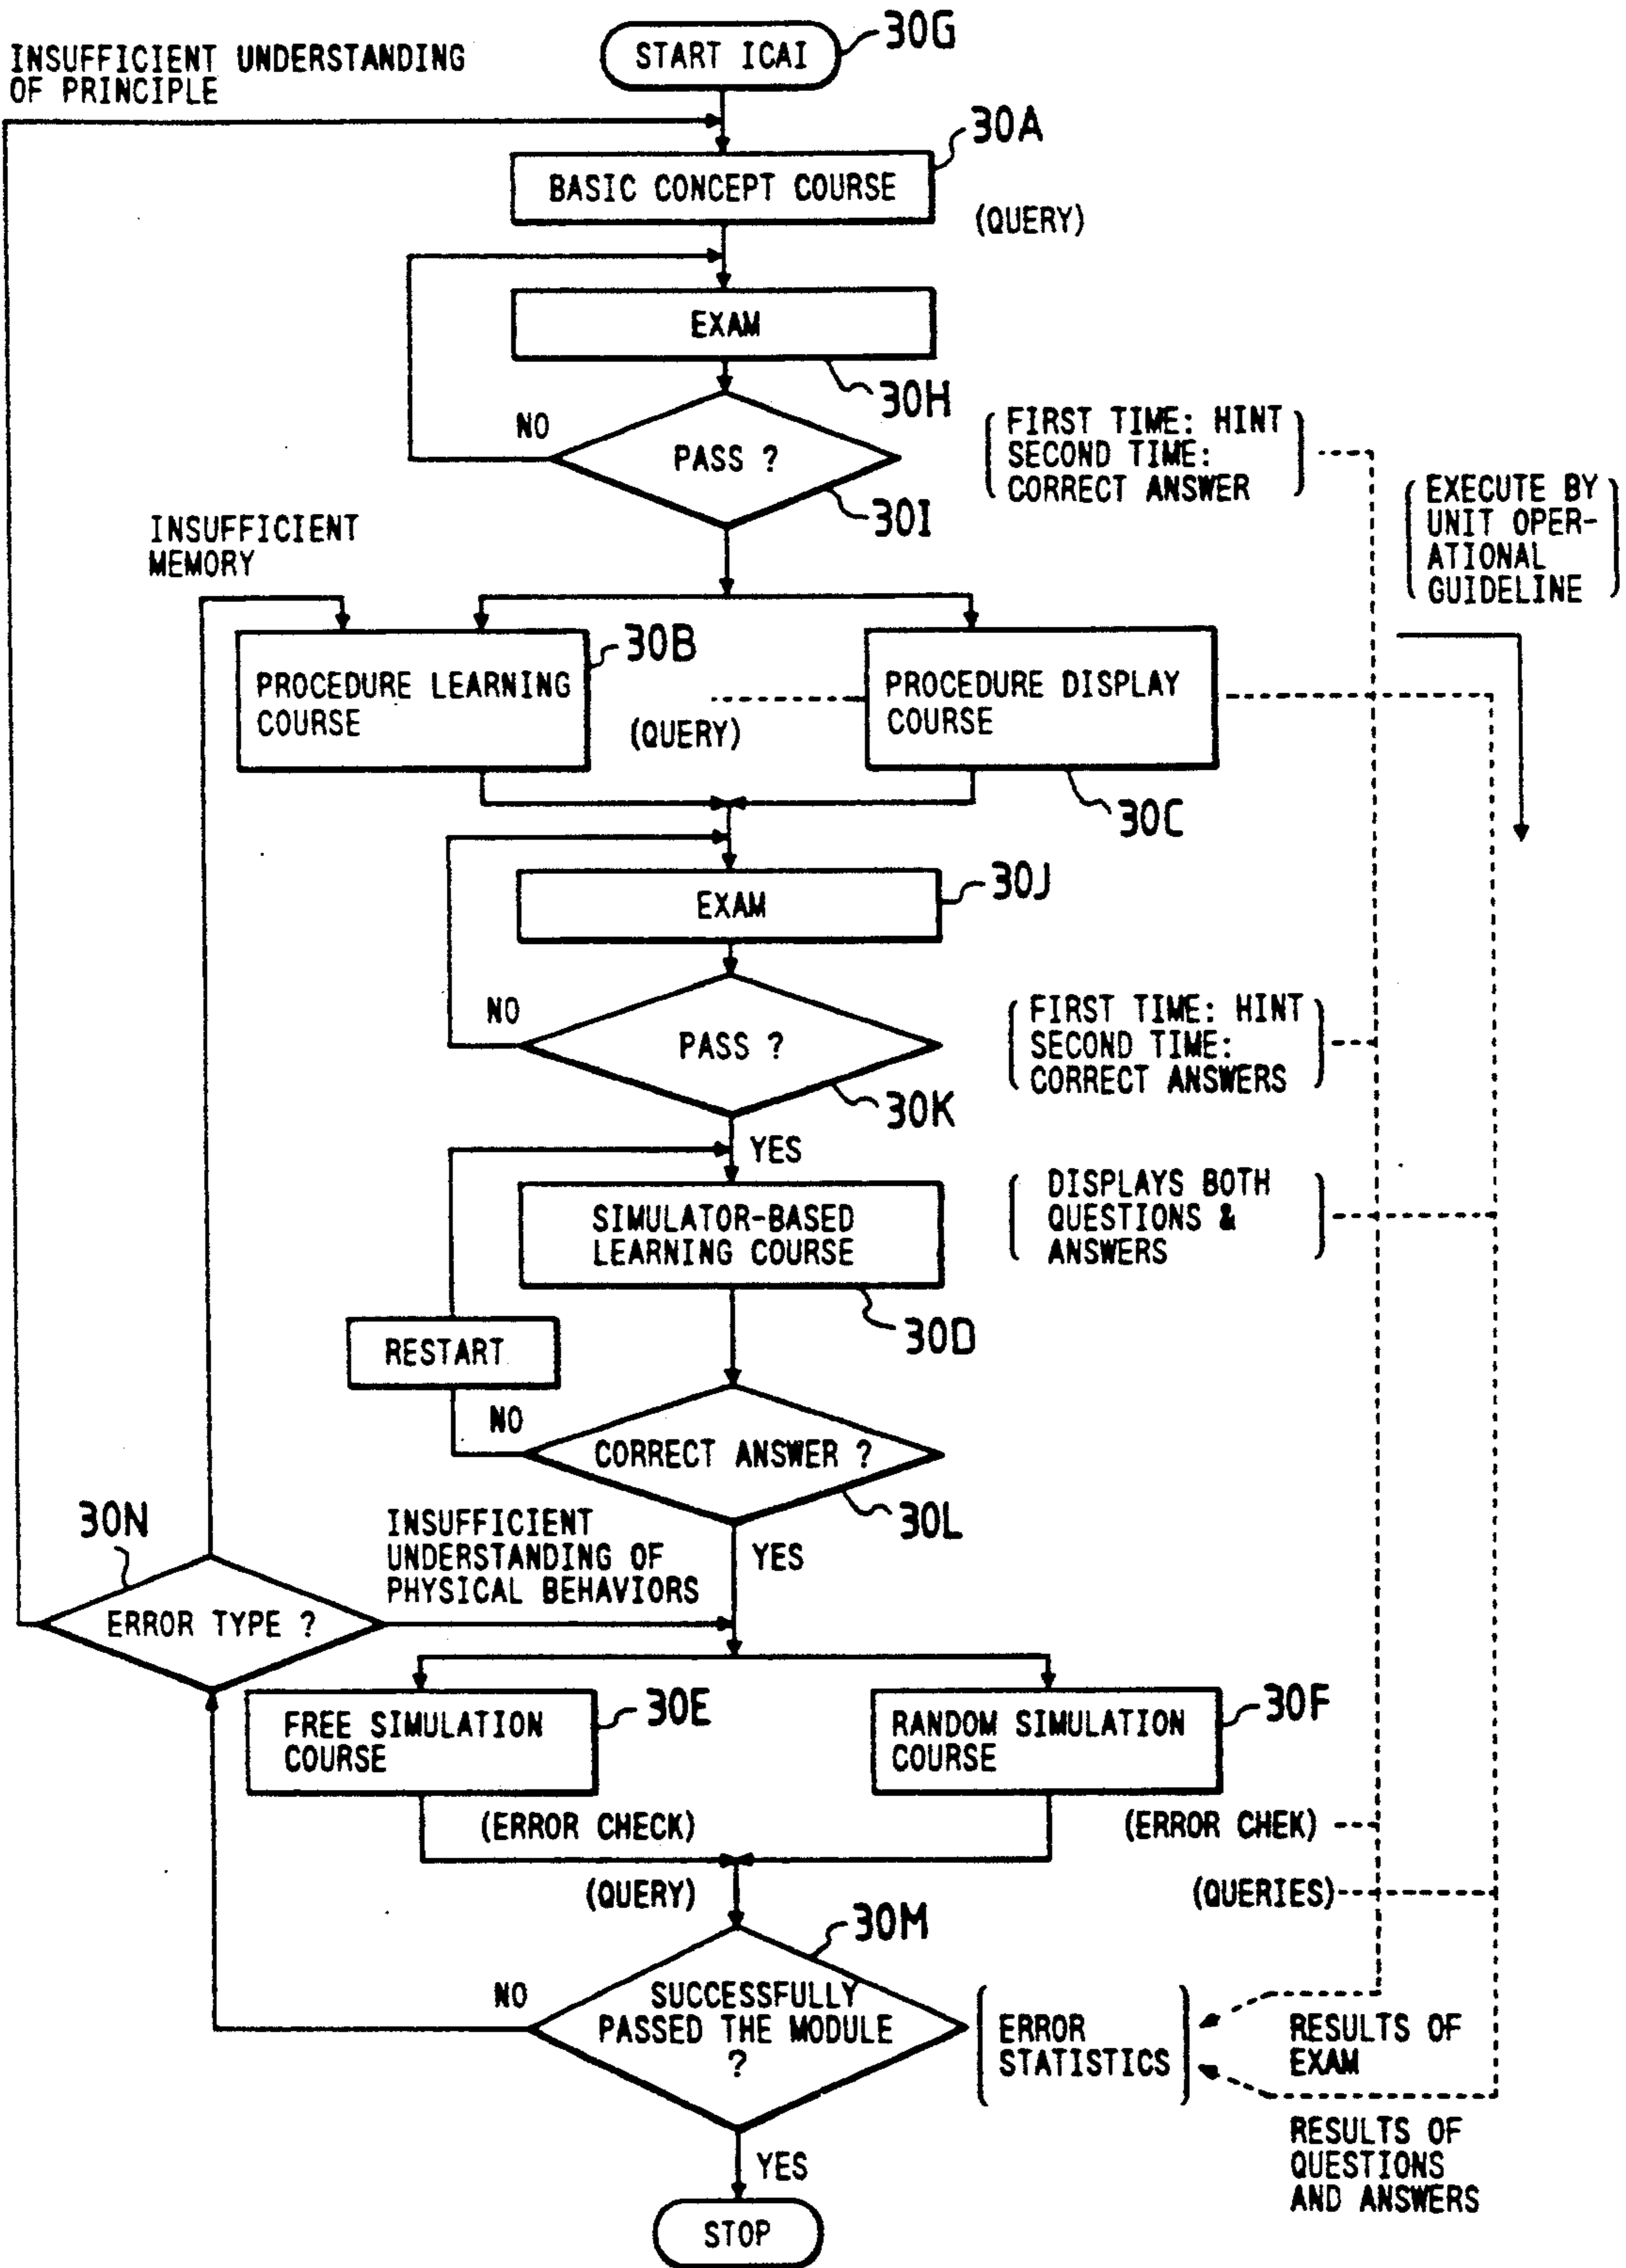 30G
START ICAI
INSUFFICIENT UNDERSTANDING
OF PRINCIPLE
30A
BASIC CONCEPT COURSE
(QUERY)
EXAM
30H
NO
PASS ?
30I
FIRST TIME: HINT
SECOND TIME:
CORRECT ANSWER
EXECUTE BY
UNIT OPER-
ATIONAL
GUIDELINE
INSUFFICIENT
MEMORY
30B
PROCEDURE LEARNING
COURSE
(QUERY)
PROCEDURE DISPLAY
COURSE
30C
30J
EXAM
NO
PASS ?
30K
FIRST TIME: HINT
SECOND TIME:
CORRECT ANSWERS
YES
SIMULATOR-BASED
LEARNING COURSE
30D
DISPLAYS BOTH
QUESTIONS &
ANSWERS
RESTART
NO
CORRECT ANSWER ?
30L
YES
30N
ERROR TYPE ?
INSUFFICIENT
UNDERSTANDING OF
PHYSICAL BEHAVIORS
30E
FREE SIMULATION
COURSE
30F
RANDOM SIMULATION
COURSE
(ERROR CHECK)
(ERROR CHEK)
(QUERY)
(QUERIES)
30M
NO
SUCCESSFULLY
PASSED THE MODULE
?
ERROR
STATISTICS
RESULTS OF
EXAM
RESULTS OF
QUESTIONS
AND ANSWERS
YES
STOP